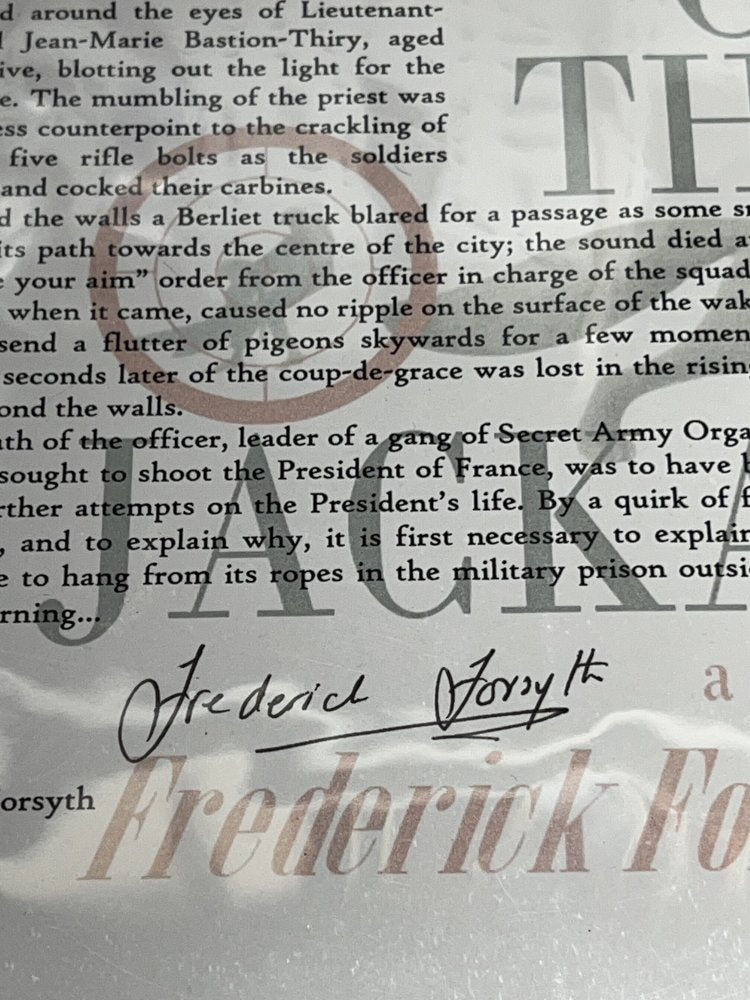 d around the eyes of Lieutenant-
l Jean-Marie Bastion-Thiry, aged
ive, blotting out the light for the
e. The mumbling of the priest was
ess counterpoint to the crackling of
five rifle bolts as the soldiers
and cocked their carbines.
d the walls a Berliet truck blared for a passage as some sm
its path towards the centre of the city; the sound died a
e your aim” order from the officer in charge of the squad
when it came, caused no ripple on the surface of the wak
send a flutter of pigeons skywards for a few momen
seconds later of the coup-de-grace was lost in the risin
ond the walls.
ath of the officer, leader of a gang of Secret Army Orga
sought to shoot the President of France, was to have b
rther attempts on the President’s life. By a quirk of f
, and to explain why, it is first necessary to explain
e to hang from its ropes in the military prison outsi
rning...
TH
JACKA
Frederick Forsyth
a
orsyth
Frederick Fo